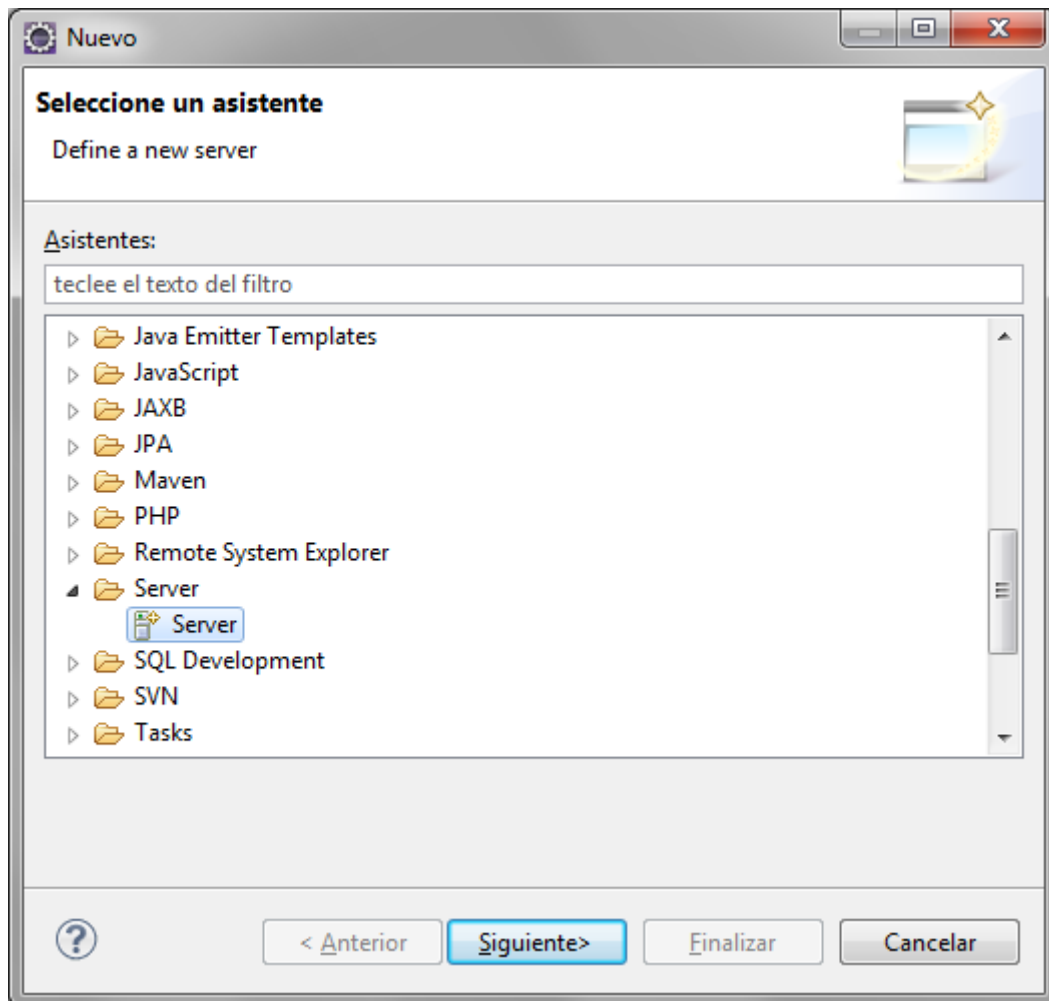 Nuevo
Seleccione un asistente
Define a new server
Asistentes:
teclee el texto del filtro
Java Emitter Templates
JavaScript
JAXB
JPA
Maven
PHP
Remote System Explorer
Server
Server
SQL Development
SVN
Tasks
? < Anterior Siguiente> Finalizar Cancelar